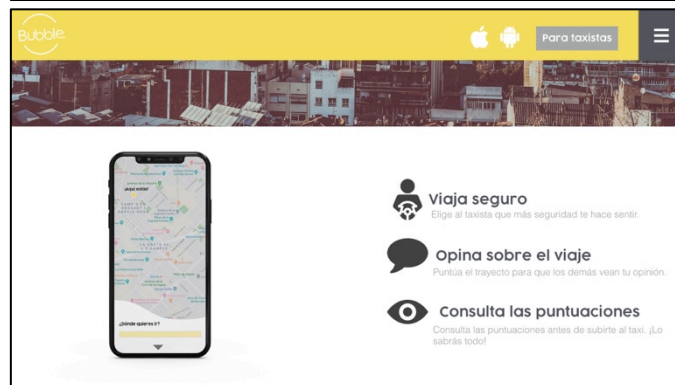 Bubble
Para taxistas
¡Aquí estás!
Viaja seguro
Elige al taxista que más seguridad te hace sentir.
Opina sobre el viaje
Puntúa el trayecto para que los demás vean tu opinión.
Consulta las puntuaciones
Consulta las puntuaciones antes de subirte al taxi. ¡Lo
sabrás todo!
¿Dónde quieres ir?